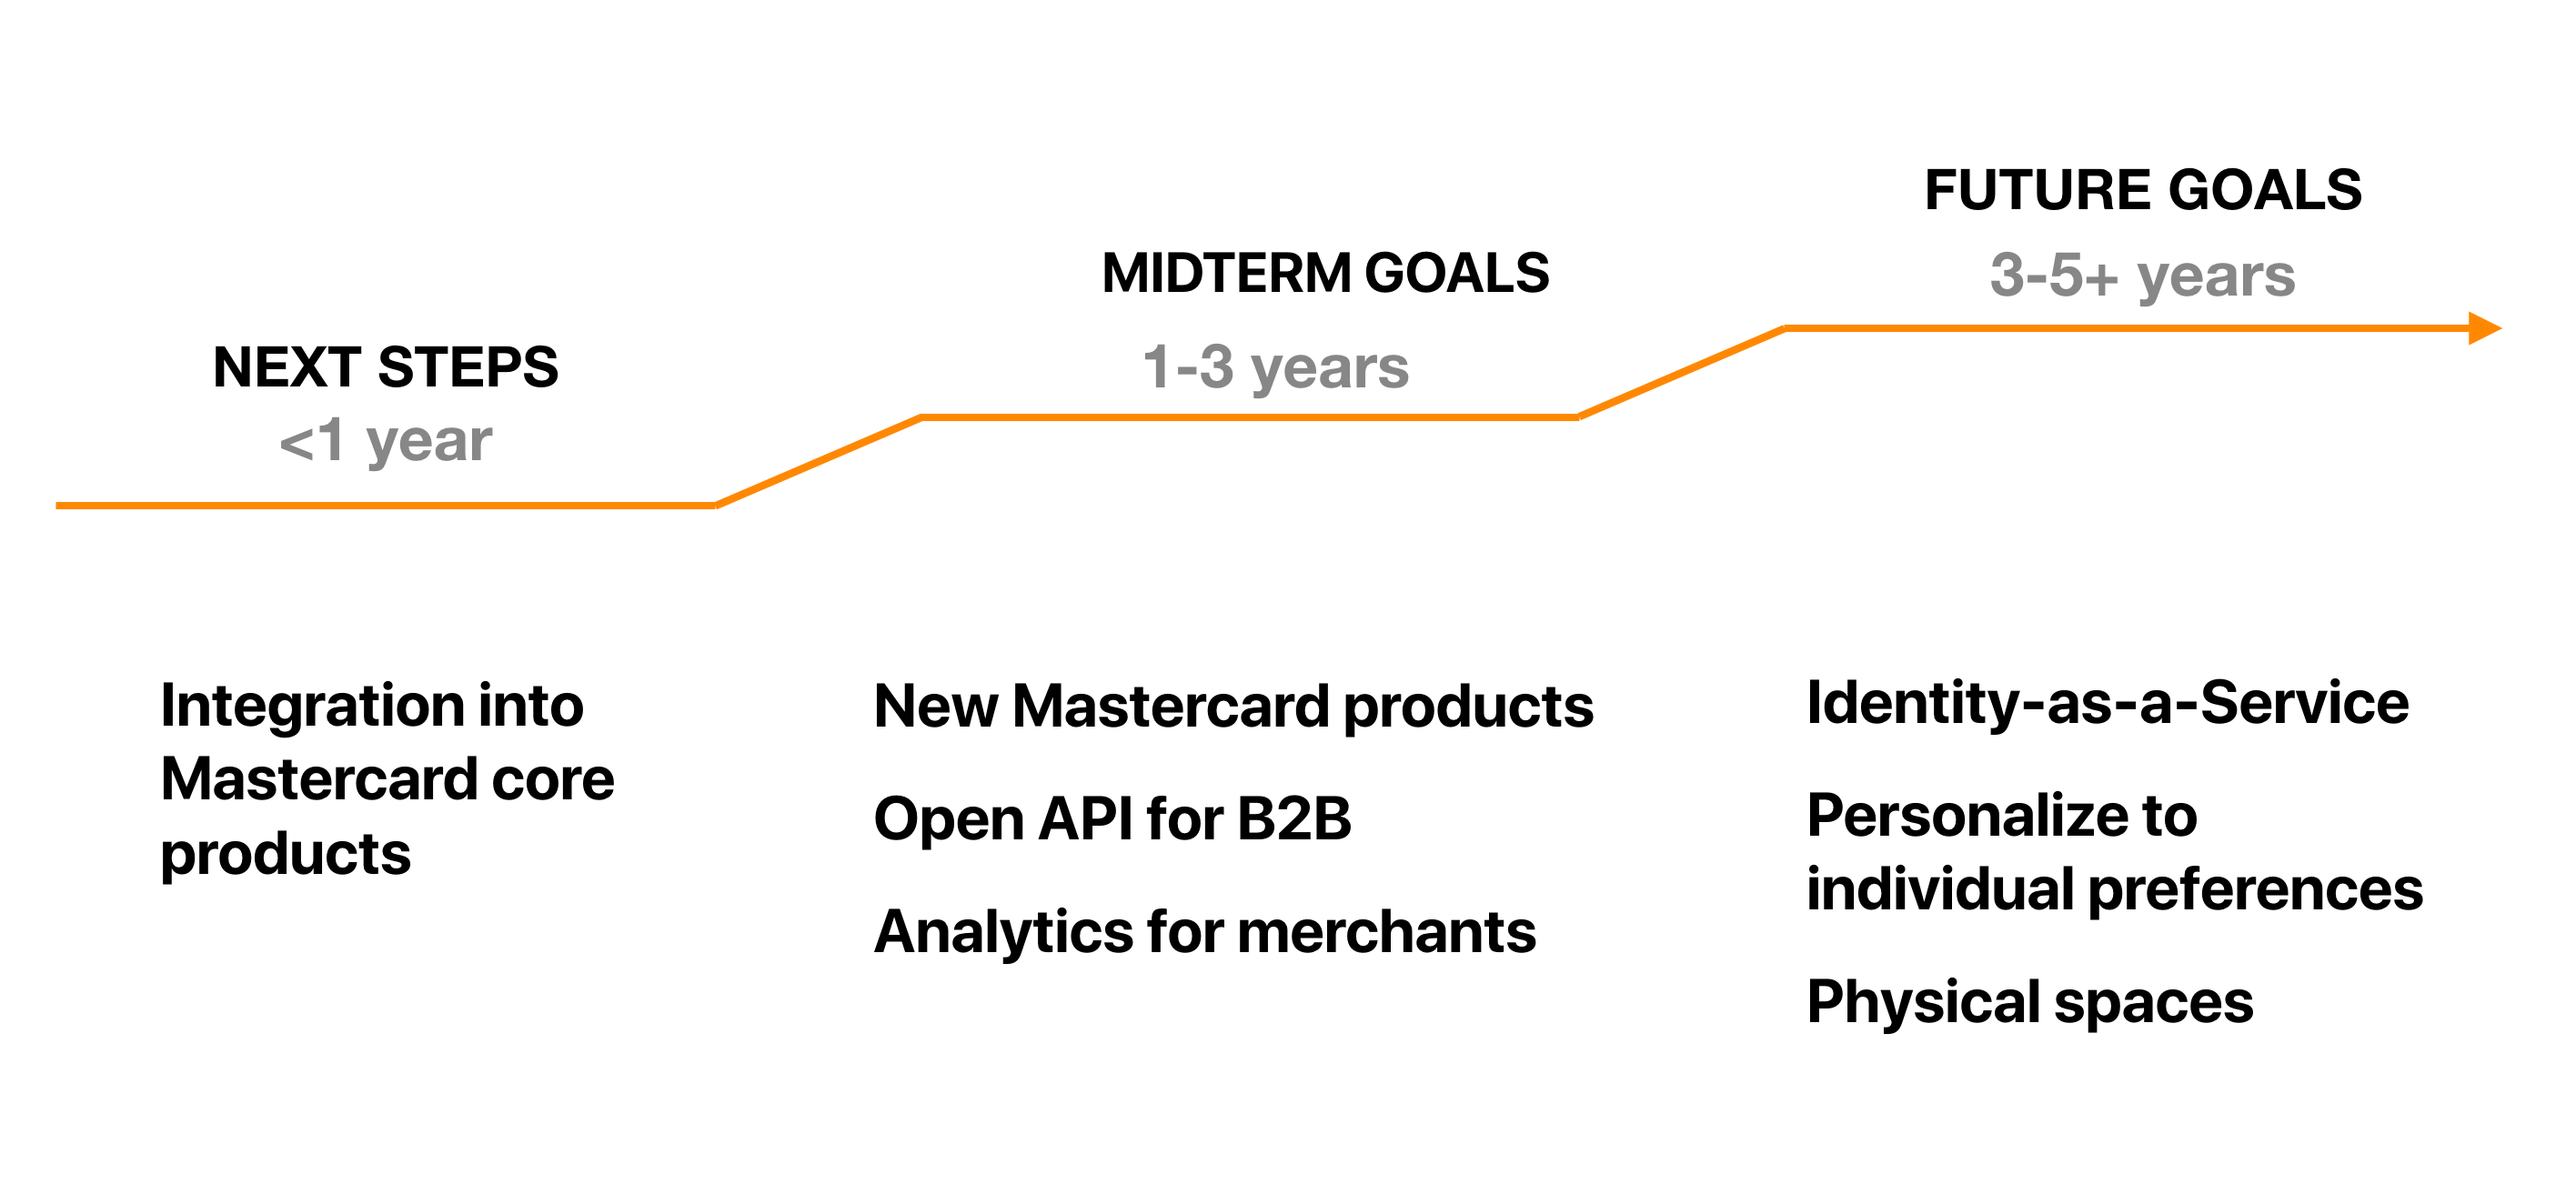 NEXT STEPS
<1 year
Integration into
Mastercard core
products
MIDTERM GOALS
1-3 years
New Mastercard products
Open API for B2B
Analytics for merchants
FUTURE GOALS
3-5+ years
Identity-as-a-Service
Personalize to
individual preferences
Physical spaces